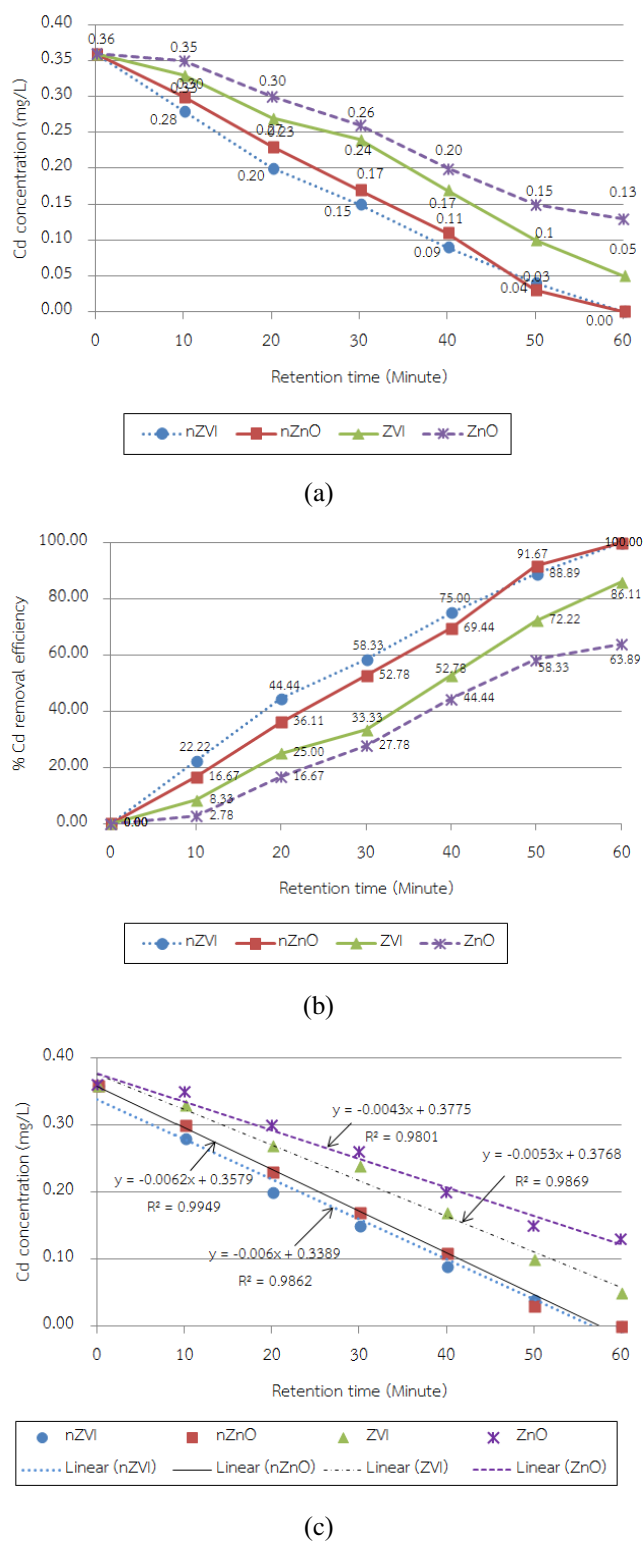 0.40
0.35
0.30
0.25
0.20
0.15
0.10
0.05
0.00
Cd concentration (mg/L)
0.36
0.35
0.33
0.30
0.28
0.30
0.27
0.23
0.20
0.26
0.24
0.17
0.15
0.20
0.17
0.11
0.09
0.15
0.1
0.03
0.04
0.13
0.05
0.00
0 10 20 30 40 50 60
Retention time (Minute)
nZVI nZnO ZVI ZnO
(a)
100.00
80.00
60.00
40.00
20.00
0.00
% Cd removal efficiency
0.00
22.22
16.67
8.33
2.78
44.44
36.11
25.00
16.67
58.33
52.78
33.33
27.78
75.00
69.44
52.78
44.44
91.67
88.89
72.22
58.33
100.00
86.11
63.89
0 10 20 30 40 50 60
Retention time (Minute)
nZVI nZnO ZVI ZnO
(b)
0.40
0.30
0.20
0.10
0.00
Cd concentration (mg/L)
y = -0.0043x + 0.3775
R² = 0.9801
y = -0.0053x + 0.3768
R² = 0.9869
y = -0.0062x + 0.3579
R² = 0.9949
y = -0.006x + 0.3389
R² = 0.9862
0 10 20 30 40 50 60
Retention time (Minute)
nZVI nZnO ZVI ZnO
Linear (nZVI) Linear (nZnO) Linear (ZVI) Linear (ZnO)
(c)